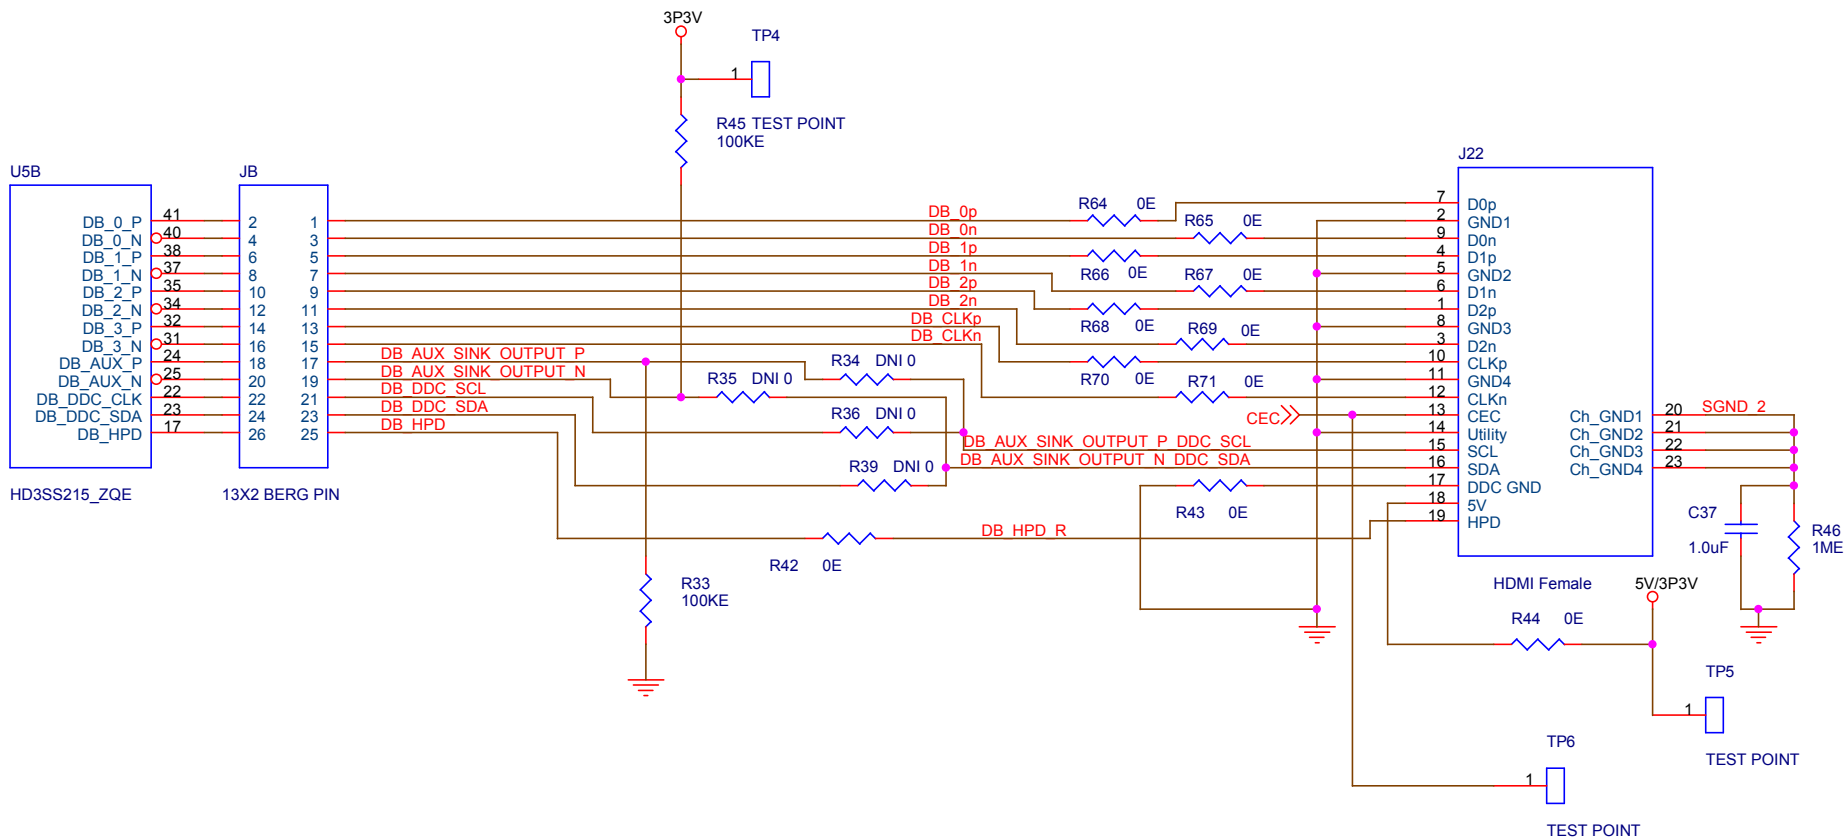 3P3V
TP4
1
R45 TEST POINT
100KE
U5B
JB
J22
DB_0_P 41 2 1 DB_0p R64 0E 7 D0p
DB_0_N 40 4 3 DB_0n R65 0E 2 GND1
DB_1_P 38 6 5 DB_1p 9 D0n
DB_1_N 37 8 7 DB_1n R66 0E R67 0E 4 D1p
DB_2_P 35 10 9 DB_2p 5 GND2
DB_2_N 34 12 11 DB_2n 6 D1n
DB_3_P 32 14 13 DB_CLKp R68 0E R69 0E 1 D2p
DB_3_N 31 16 15 DB_CLKn 8 GND3
DB_AUX_P 24 18 17 DB_AUX_SINK_OUTPUT_P R34 DNI 0 3 D2n
DB_AUX_N 25 20 19 DB_AUX_SINK_OUTPUT_N R35 DNI 0 R70 0E R71 0E 10 CLKp
DB_DDC_CLK 22 22 21 DB_DDC_SCL 11 GND4
DB_DDC_SDA 23 24 23 DB_DDC_SDA R36 DNI 0 12 CLKn
DB_HPD 17 26 25 DB_HPD CEC 13 CEC Ch_GND1 20 SGND_2
14 Utility Ch_GND2 21
DB_AUX_SINK_OUTPUT_P_DDC_SCL 15 SCL Ch_GND3 22
R39 DNI 0 DB_AUX_SINK_OUTPUT_N_DDC_SDA 16 SDA Ch_GND4 23
17 DDC GND
HD3SS215_ZQE
13X2 BERG PIN
R43 0E 18 5V
19 HPD
DB_HPD_R
R42 0E
C37
1.0uF
R46
1ME
R33
100KE
HDMI Female
5V/3P3V
R44 0E
TP5
1
TEST POINT
TP6
1
TEST POINT